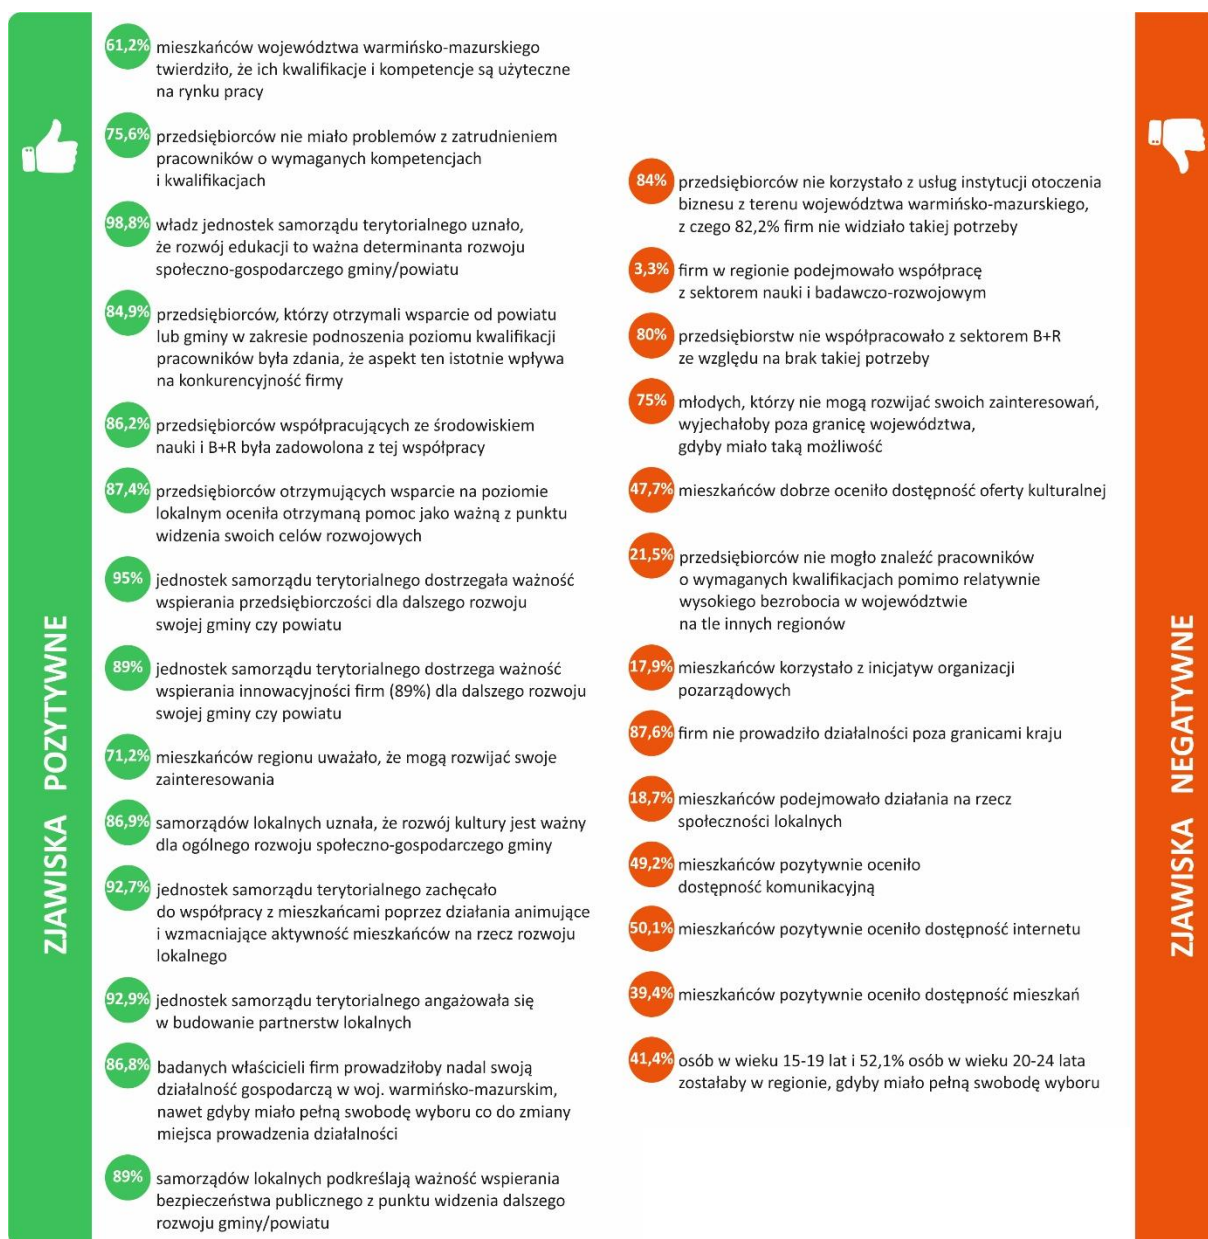 ZJAWISKA POZYTYWNE
61,2%
mieszkańców województwa warmińsko-mazurskiego
twierdziło, że ich kwalifikacje i kompetencje są użyteczne
na rynku pracy
75,6%
przedsiębiorców nie miało problemów z zatrudnieniem
pracowników o wymaganych kompetencjach
i kwalifikacjach
98,8%
władz jednostek samorządu terytorialnego uznało,
że rozwój edukacji to ważna determinanta rozwoju
społeczno-gospodarczego gminy/powiatu
84,9%
przedsiębiorców, którzy otrzymali wsparcie od powiatu
lub gminy w zakresie podnoszenia poziomu kwalifikacji
pracowników była zdania, że aspekt ten istotnie wpływa
na konkurencyjność firmy
86,2%
przedsiębiorców współpracujących ze środowiskiem
nauki i B+R była zadowolona z tej współpracy
87,4%
przedsiębiorców otrzymujących wsparcie na poziomie
lokalnym oceniła otrzymaną pomoc jako ważną z punktu
widzenia swoich celów rozwojowych
95%
jednostek samorządu terytorialnego dostrzegała ważność
wspierania przedsiębiorczości dla dalszego rozwoju
swojej gminy czy powiatu
89%
jednostek samorządu terytorialnego dostrzega ważność
wspierania innowacyjności firm (89%) dla dalszego rozwoju
swojej gminy czy powiatu
71,2%
mieszkańców regionu uważało, że mogą rozwijać swoje
zainteresowania
86,9%
samorządów lokalnych uznała, że rozwój kultury jest ważny
dla ogólnego rozwoju społeczno-gospodarczego gminy
92,7%
jednostek samorządu terytorialnego zachęcało
do współpracy z mieszkańcami poprzez działania animujące
i wzmacniające aktywność mieszkańców na rzecz rozwoju
lokalnego
92,9%
jednostek samorządu terytorialnego angażowała się
w budowanie partnerstw lokalnych
86,8%
badanych właścicieli firm prowadziłoby nadal swoją
działalność gospodarczą w woj. warmińsko-mazurskim,
nawet gdyby miało pełną swobodę wyboru co do zmiany
miejsca prowadzenia działalności
89%
samorządów lokalnych podkreślają ważność wspierania
bezpieczeństwa publicznego z punktu widzenia dalszego
rozwoju gminy/powiatu
84%
przedsiębiorców nie korzystało z usług instytucji otoczenia
biznesu z terenu województwa warmińsko-mazurskiego,
z czego 82,2% firm nie widziało takiej potrzeby
3,3%
firm w regionie podejmowało współpracę
z sektorem nauki i badawczo-rozwojowym
80%
przedsiębiorstw nie współpracowało z sektorem B+R
ze względu na brak takiej potrzeby
75%
młodych, którzy nie mogą rozwijać swoich zainteresowań,
wyjechałoby poza granicę województwa,
gdyby miało taką możliwość
47,7%
mieszkańców dobrze oceniło dostępność oferty kulturalnej
21,5%
przedsiębiorców nie mogło znaleźć pracowników
o wymaganych kwalifikacjach pomimo relatywnie
wysokiego bezrobocia w województwie
na tle innych regionów
17,9%
mieszkańców korzystało z inicjatyw organizacji
pozarządowych
87,6%
firm nie prowadziło działalności poza granicami kraju
18,7%
mieszkańców podejmowało działania na rzecz
społeczności lokalnych
49,2%
mieszkańców pozytywnie oceniło
dostępność komunikacyjną
50,1%
mieszkańców pozytywnie oceniło dostępność internetu
39,4%
mieszkańców pozytywnie oceniło dostępność mieszkań
41,4%
osób w wieku 15-19 lat i 52,1% osób w wieku 20-24 lata
zostałaby w regionie, gdyby miało pełną swobodę wyboru
ZJAWISKA NEGATYWNE